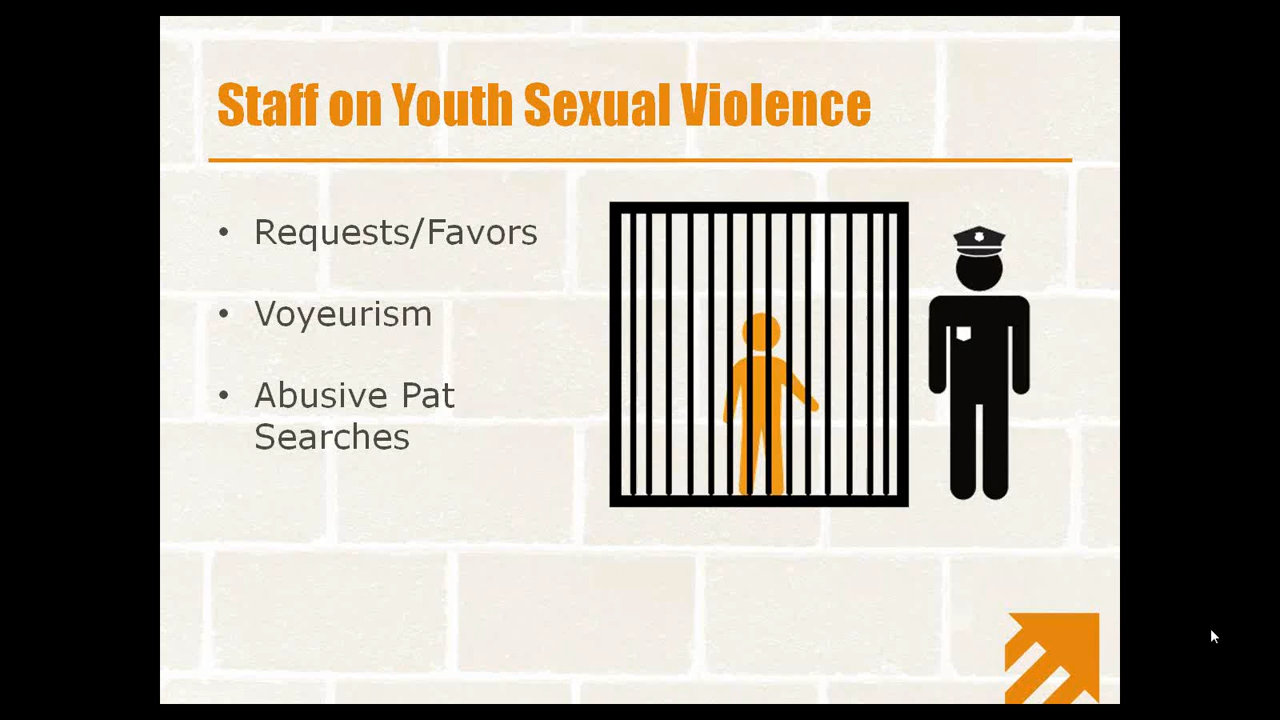 Staff on Youth Sexual Violence
• Requests/Favors
• Voyeurism
• Abusive Pat
Searches